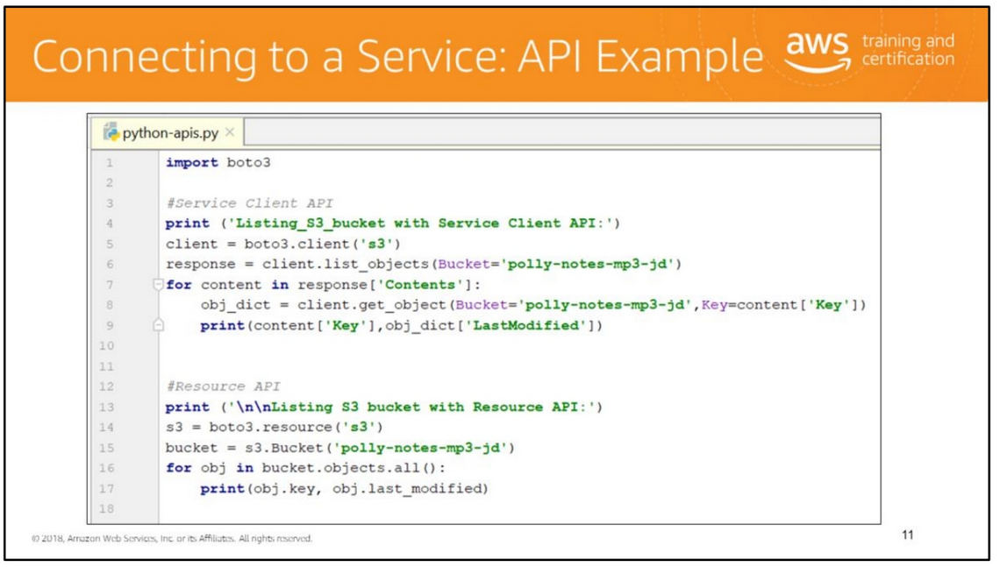 Connecting to a Service: API Example
aws training and
certification
python-apis.py ×
1 import boto3
2
3 #Service Client API
4 print ('Listing_S3_bucket with Service Client API:')
5 client = boto3.client('s3')
6 response = client.list_objects(Bucket='polly-notes-mp3-jd')
7 for content in response['Contents']:
8     obj_dict = client.get_object(Bucket='polly-notes-mp3-jd',Key=content['Key'])
9     print(content['Key'],obj_dict['LastModified'])
10
11
12 #Resource API
13 print ('\n\nListing S3 bucket with Resource API:')
14 s3 = boto3.resource('s3')
15 bucket = s3.Bucket('polly-notes-mp3-jd')
16 for obj in bucket.objects.all():
17     print(obj.key, obj.last_modified)
18
© 2018, Amazon Web Services, Inc. or its Affiliates. All rights reserved.
11